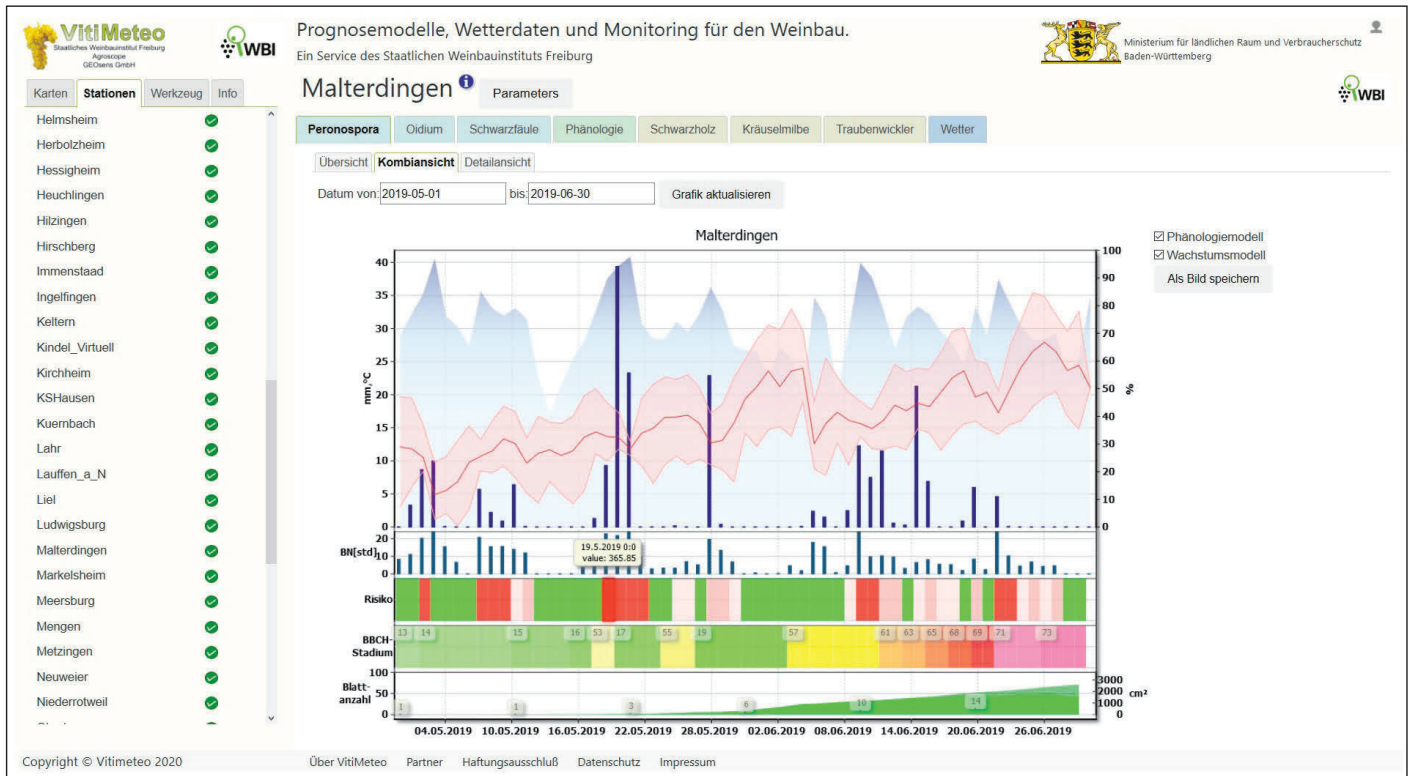 VitiMeteo
Staatliches Weinbauinstitut Freiburg
Agroscope
GEOsens GmbH
WBI
Prognosemodelle, Wetterdaten und Monitoring für den Weinbau.
Ein Service des Staatlichen Weinbauinstituts Freiburg
Ministerium für ländlichen Raum und Verbraucherschutz
Baden-Württemberg
Karten Stationen Werkzeug Info
Helmsheim
Herbolzheim
Hessigheim
Heuchlingen
Hilzingen
Hirschberg
Immenstaad
Ingelfingen
Keltern
Kindel_Virtuell
Kirchheim
KSHausen
Kuernbach
Lahr
Lauffen_a_N
Liel
Ludwigsburg
Malterdingen
Markelsheim
Meersburg
Mengen
Metzingen
Neuweier
Niederrotweil
Malterdingen i Parameters
WBI
Peronospora Oidium Schwarzfäule Phänologie Schwarzholz Kräuselmilbe Traubenwickler Wetter
Übersicht Kombiansicht Detailansicht
Datum von: 2019-05-01 bis: 2019-06-30 Grafik aktualisieren
Malterdingen
Phänologiemodell
Wachstumsmodell
Als Bild speichern
mm,°C
40
35
30
25
20
15
10
5
0
100
90
80
70
60
50
40
30
20
10
0
%
BN[std]
20
10
0
19.5.2019 0:0
value: 365.85
Risiko
BBCH-
Stadium
13 14 15 16 53 17 55 19 57 61 63 65 68 69 71 73
Blatt-
anzahl
100
50
0
1 1 3 6 10 14
3000
2000
1000
0
cm²
04.05.2019 10.05.2019 16.05.2019 22.05.2019 28.05.2019 02.06.2019 08.06.2019 14.06.2019 20.06.2019 26.06.2019
Copyright © Vitimeteo 2020 Über VitiMeteo Partner Haftungsausschluß Datenschutz Impressum